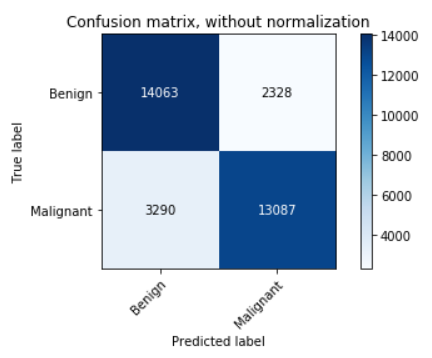 Confusion matrix, without normalization
True label
Benign
14063
2328
Malignant
3290
13087
Benign
Malignant
Predicted label
14000
12000
10000
8000
6000
4000